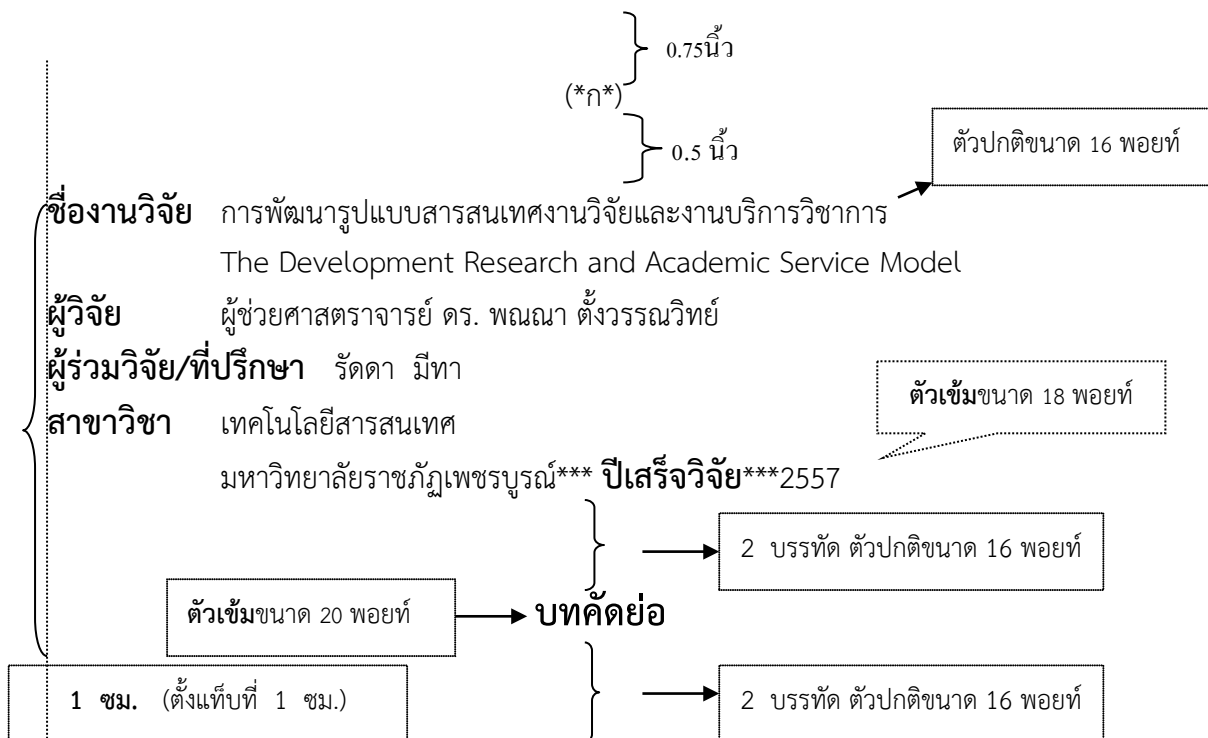 0.75นิ้ว
(*ก*)
0.5 นิ้ว
ตัวปกติขนาด 16 พอยท์
ชื่องานวิจัย การพัฒนารูปแบบสารสนเทศงานวิจัยและงานบริการวิชาการ
The Development Research and Academic Service Model
ผู้วิจัย ผู้ช่วยศาสตราจารย์ ดร. พณณา ตั้งวรรณวิทย์
ผู้ร่วมวิจัย/ที่ปรึกษา รัดดา มีทา
ตัวเข้มขนาด 18 พอยท์
สาขาวิชา เทคโนโลยีสารสนเทศ
มหาวิทยาลัยราชภัฏเพชรบูรณ์*** ปีเสร็จวิจัย***2557
2 บรรทัด ตัวปกติขนาด 16 พอยท์
ตัวเข้มขนาด 20 พอยท์ บทคัดย่อ
1 ซม. (ตั้งแท็บที่ 1 ซม.)
2 บรรทัด ตัวปกติขนาด 16 พอยท์